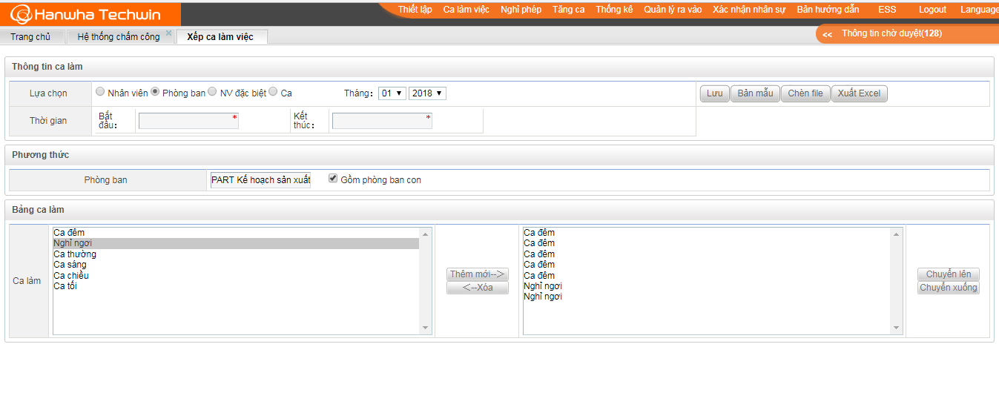 Hanwha Techwin
Thiết lập Ca làm việc Nghỉ phép Tăng ca Thống kê Quản lý ra vào Xác nhận nhân sự Bản hướng dẫn ESS Logout Language
Trang chủ Hệ thống chấm công Xếp ca làm việc << Thông tin chờ duyệt(128)
Thông tin ca làm
Lựa chọn Nhân viên Phòng ban NV đặc biệt Ca Tháng: 01 2018 Lưu Bản mẫu Chèn file Xuất Excel
Thời gian Bắt đầu: * Kết thúc: *
Phương thức
Phòng ban PART Kế hoạch sản xuất Gồm phòng ban con
Bảng ca làm
Ca làm
Ca đêm
Nghỉ ngơi
Ca thường
Ca sáng
Ca chiều
Ca tối
Thêm mới-->
<--Xóa
Ca đêm
Ca đêm
Ca đêm
Ca đêm
Ca đêm
Nghỉ ngơi
Nghỉ ngơi
Chuyển lên
Chuyển xuống